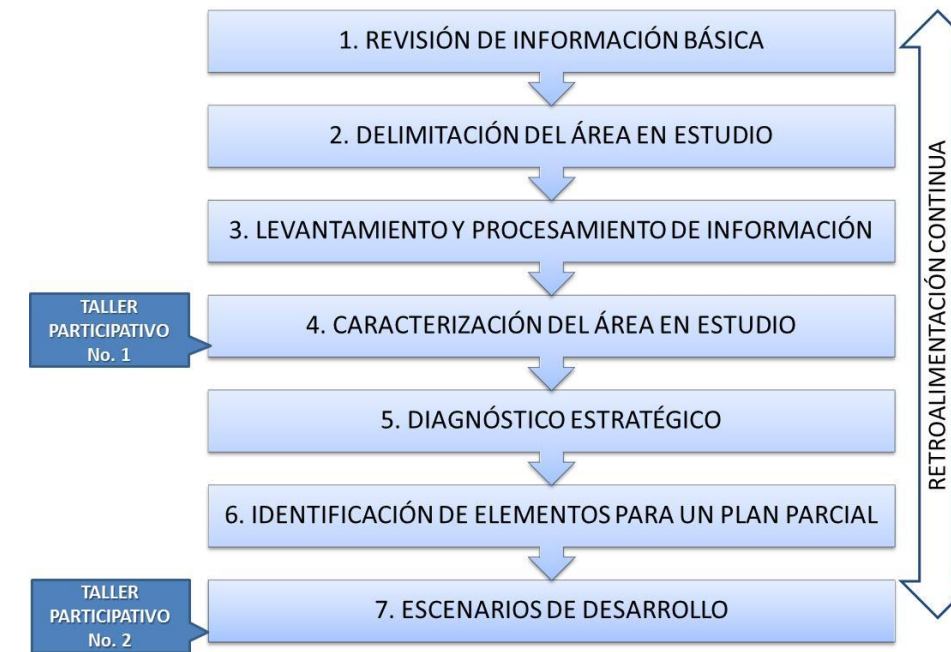 1. REVISIÓN DE INFORMACIÓN BÁSICA
2. DELIMITACIÓN DEL ÁREA EN ESTUDIO
3. LEVANTAMIENTO Y PROCESAMIENTO DE INFORMACIÓN
TALLER
PARTICIPATIVO
No. 1
4. CARACTERIZACIÓN DEL ÁREA EN ESTUDIO
5. DIAGNÓSTICO ESTRATÉGICO
6. IDENTIFICACIÓN DE ELEMENTOS PARA UN PLAN PARCIAL
TALLER
PARTICIPATIVO
No. 2
7. ESCENARIOS DE DESARROLLO
RETROALIMENTACIÓN CONTINUA